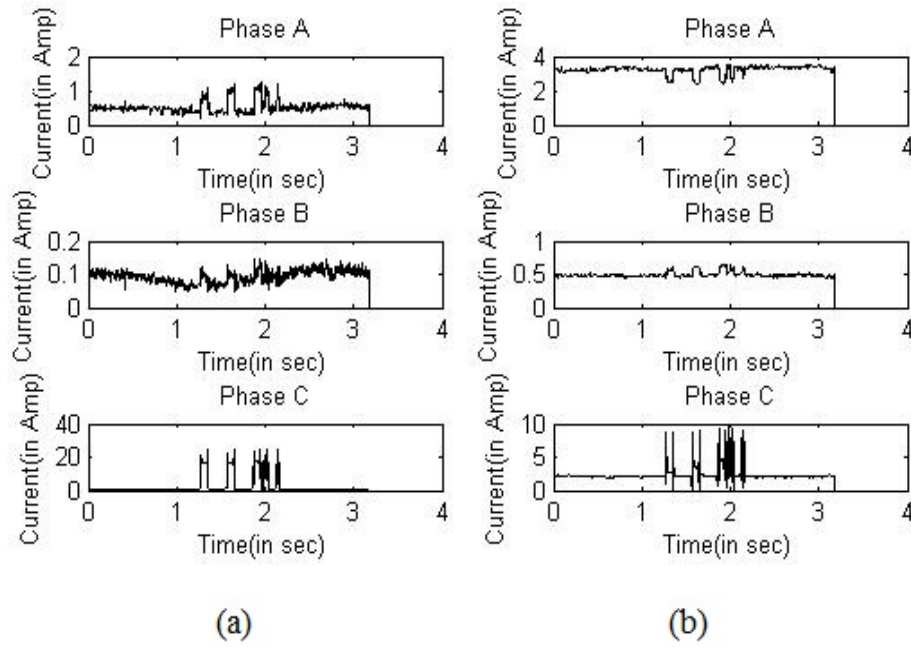 Phase A
Current(in Amp)
2
1
0
0 1 2 3 4
Time(in sec)
Phase B
Current(in Amp)
0.2
0.1
0
0 1 2 3 4
Time(in sec)
Phase C
Current(in Amp)
40
20
0
0 1 2 3 4
Time(in sec)
(a)
Phase A
Current(in Amp)
4
2
0
0 1 2 3 4
Time(in sec)
Phase B
Current(in Amp)
1
0.5
0
0 1 2 3 4
Time(in sec)
Phase C
Current(in Amp)
10
5
0
0 1 2 3 4
Time(in sec)
(b)